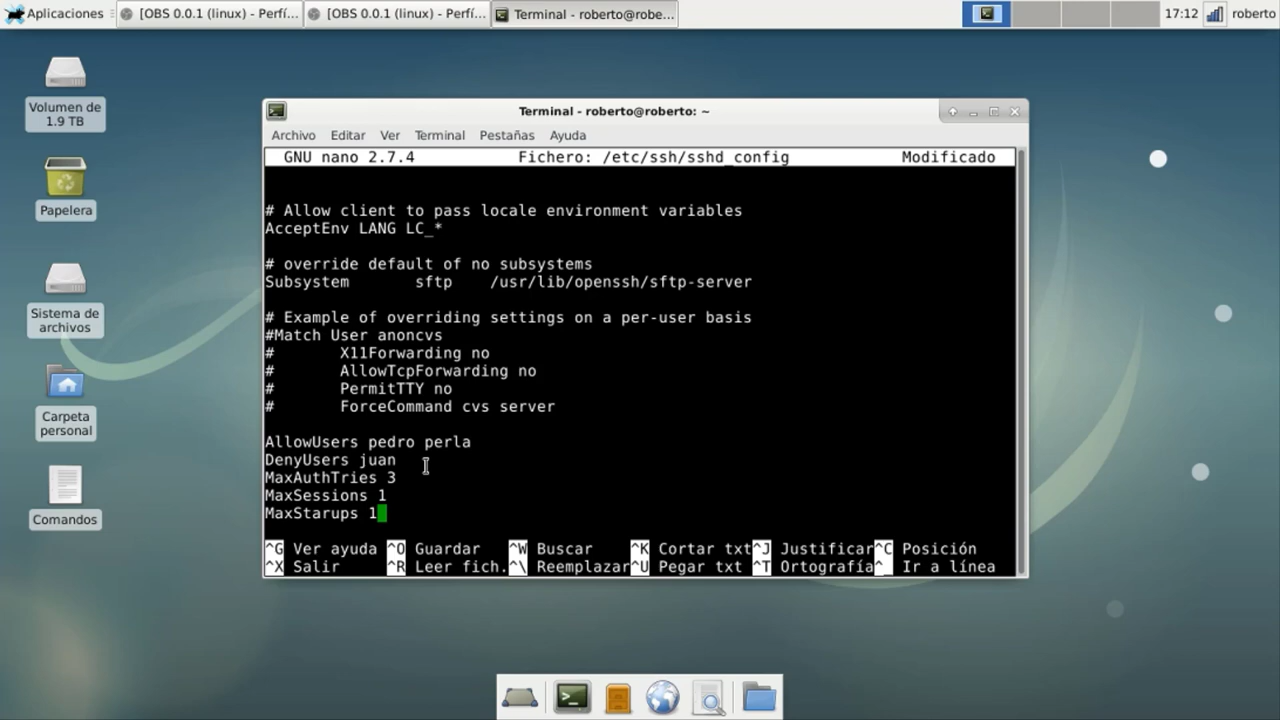 Aplicaciones
[OBS 0.0.1 (linux) - Perfí...
[OBS 0.0.1 (linux) - Perfí...
Terminal - roberto@robe...
17:12
roberto
Volumen de
1.9 TB
Papelera
Sistema de
archivos
Carpeta
personal
Comandos
Terminal - roberto@roberto: ~
Archivo Editar Ver Terminal Pestañas Ayuda
GNU nano 2.7.4 Fichero: /etc/ssh/sshd_config Modificado
# Allow client to pass locale environment variables
AcceptEnv LANG LC_*
# override default of no subsystems
Subsystem sftp /usr/lib/openssh/sftp-server
# Example of overriding settings on a per-user basis
#Match User anoncvs
# X11Forwarding no
# AllowTcpForwarding no
# PermitTTY no
# ForceCommand cvs server
AllowUsers pedro perla
DenyUsers juan
MaxAuthTries 3
MaxSessions 1
MaxStarups 1
^G Ver ayuda ^O Guardar ^W Buscar ^K Cortar txt ^J Justificar ^C Posición
^X Salir ^R Leer fich. ^\ Reemplazar ^U Pegar txt ^T Ortografía ^_ Ir a línea